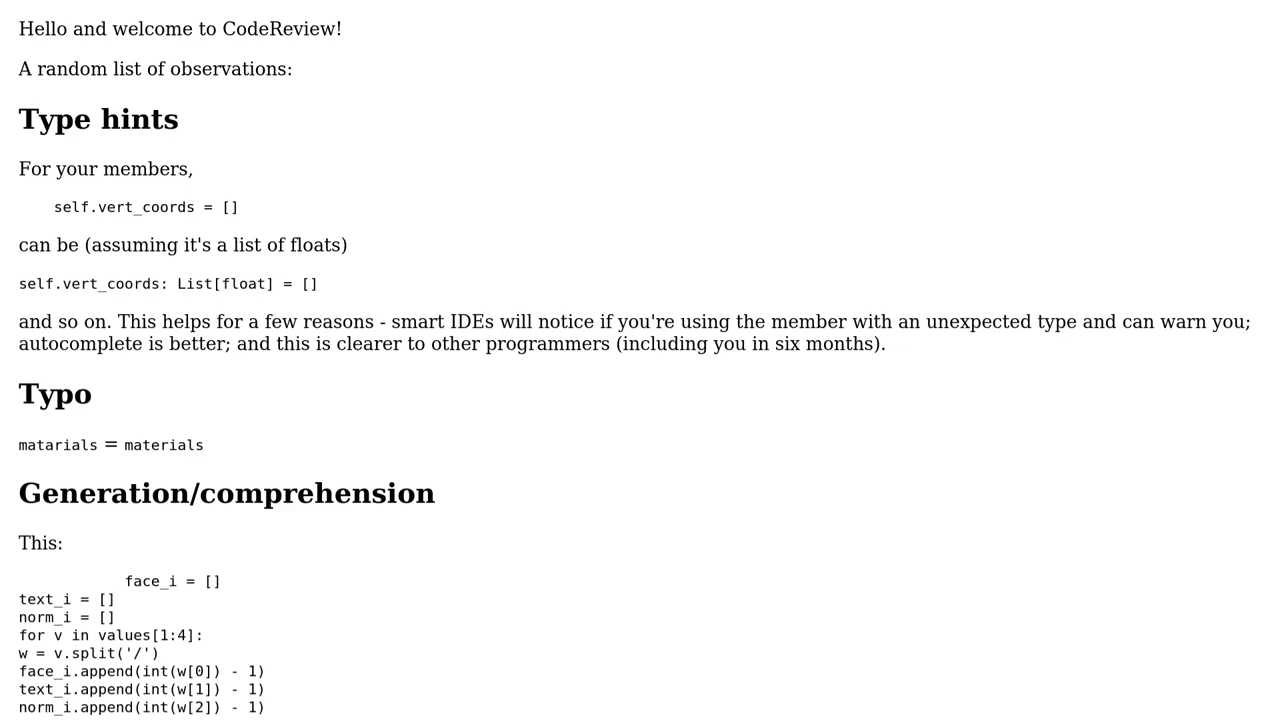 Hello and welcome to CodeReview!
A random list of observations:
Type hints
For your members,
self.vert_coords = []
can be (assuming it's a list of floats)
self.vert_coords: List[float] = []
and so on. This helps for a few reasons - smart IDEs will notice if you're using the member with an unexpected type and can warn you;
autocomplete is better; and this is clearer to other programmers (including you in six months).
Typo
matarials = materials
Generation/comprehension
This:
face_i = []
text_i = []
norm_i = []
for v in values[1:4]:
w = v.split('/')
face_i.append(int(w[0]) - 1)
text_i.append(int(w[1]) - 1)
norm_i.append(int(w[2]) - 1)